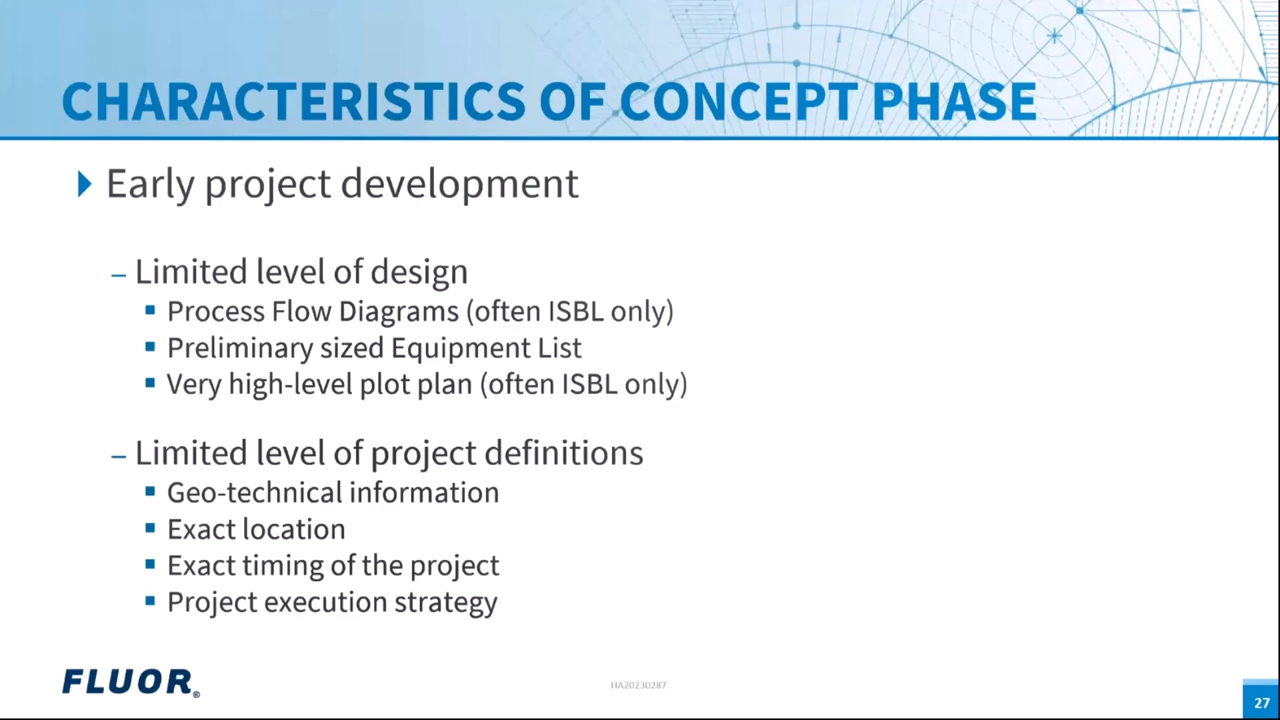 CHARACTERISTICS OF CONCEPT PHASE
Early project development
– Limited level of design
Process Flow Diagrams (often ISBL only)
Preliminary sized Equipment List
Very high-level plot plan (often ISBL only)
– Limited level of project definitions
Geo-technical information
Exact location
Exact timing of the project
Project execution strategy
FLUOR®
HA20230287
27